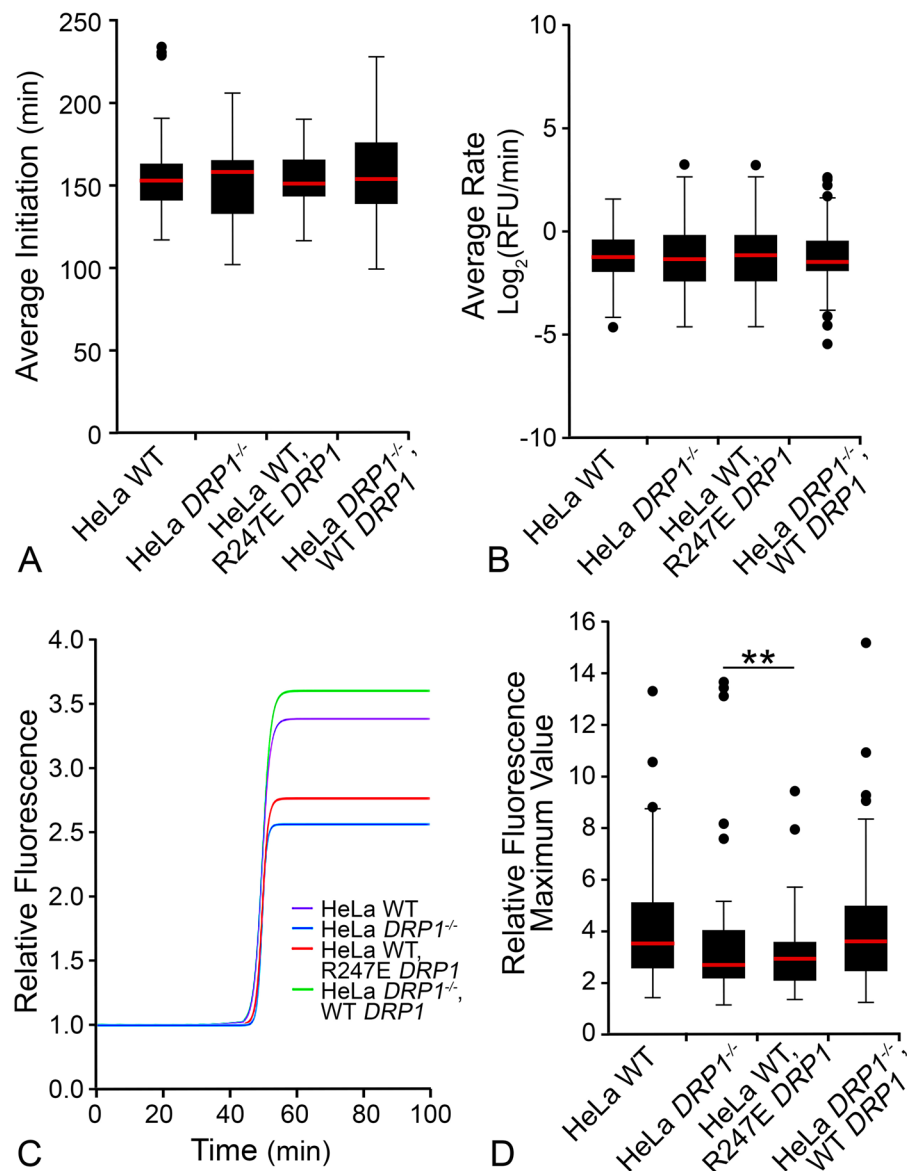 A
Average Initiation (min)
250
200
150
100
50
0
HeLa WT
HeLa DRP1-/-
HeLa WT,
R247E DRP1
HeLa DRP1-/-,
WT DRP1
B
Average Rate
Log2(RFU/min)
10
5
0
-5
-10
HeLa WT
HeLa DRP1-/-
HeLa WT,
R247E DRP1
HeLa DRP1-/-,
WT DRP1
C
Relative Fluorescence
4.0
3.5
3.0
2.5
2.0
1.5
1.0
0.0
0
20
40
60
80
100
Time (min)
HeLa WT
HeLa DRP1-/-
HeLa WT,
R247E DRP1
HeLa DRP1-/-,
WT DRP1
D
Relative Fluorescence
Maximum Value
16
14
12
10
8
6
4
2
0
**
HeLa WT
HeLa DRP1-/-
HeLa WT,
R247E DRP1
HeLa DRP1-/-,
WT DRP1